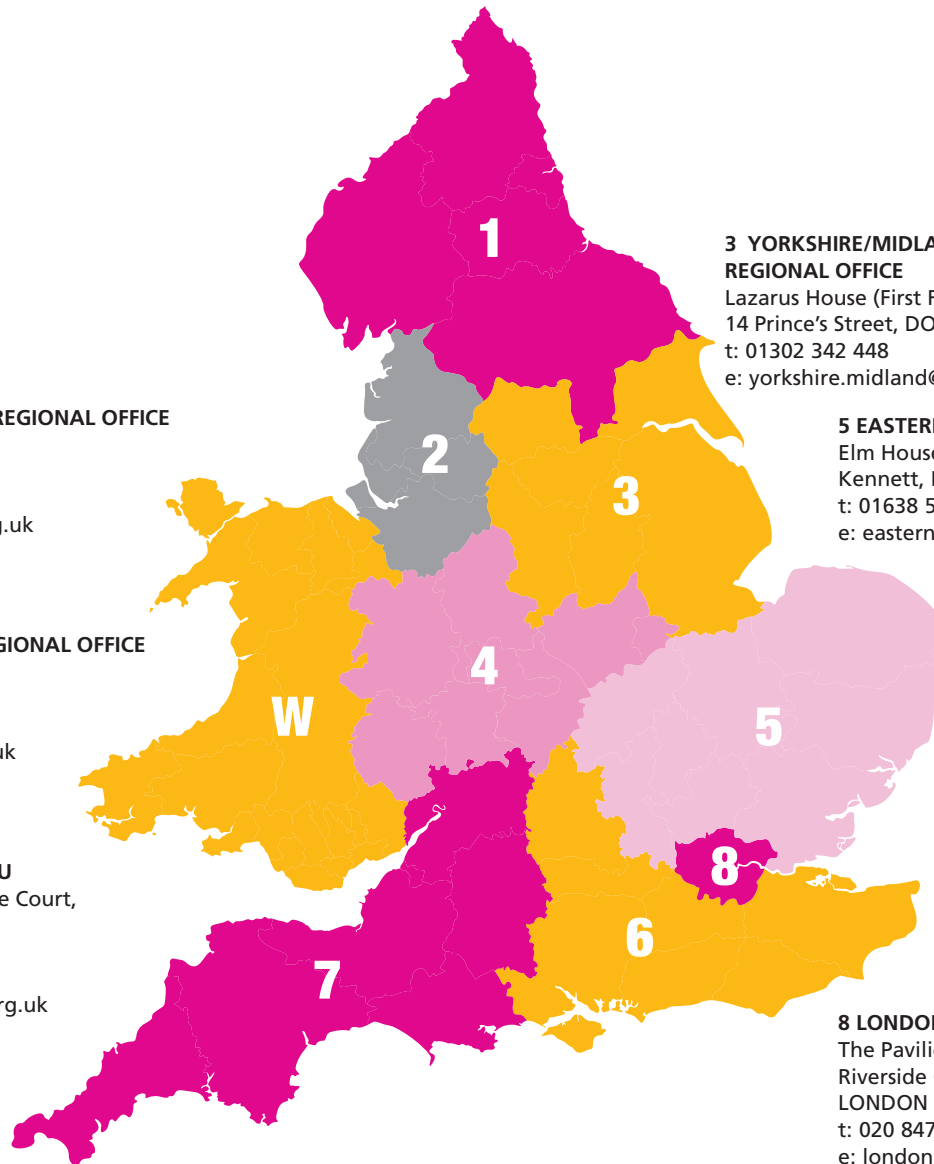 1
3 YORKSHIRE/MIDLA
REGIONAL OFFICE
Lazarus House (First F
14 Prince's Street, DO
t: 01302 342 448
e: yorkshire.midland@
REGIONAL OFFICE
g.uk
2
3
5 EASTER
Elm House
Kennett,
t: 01638 5
e: eastern
GIONAL OFFICE
uk
4
W
5
U
e Court,
rg.uk
8
6
7
8 LONDO
The Pavili
Riverside
LONDON
t: 020 847
e: london